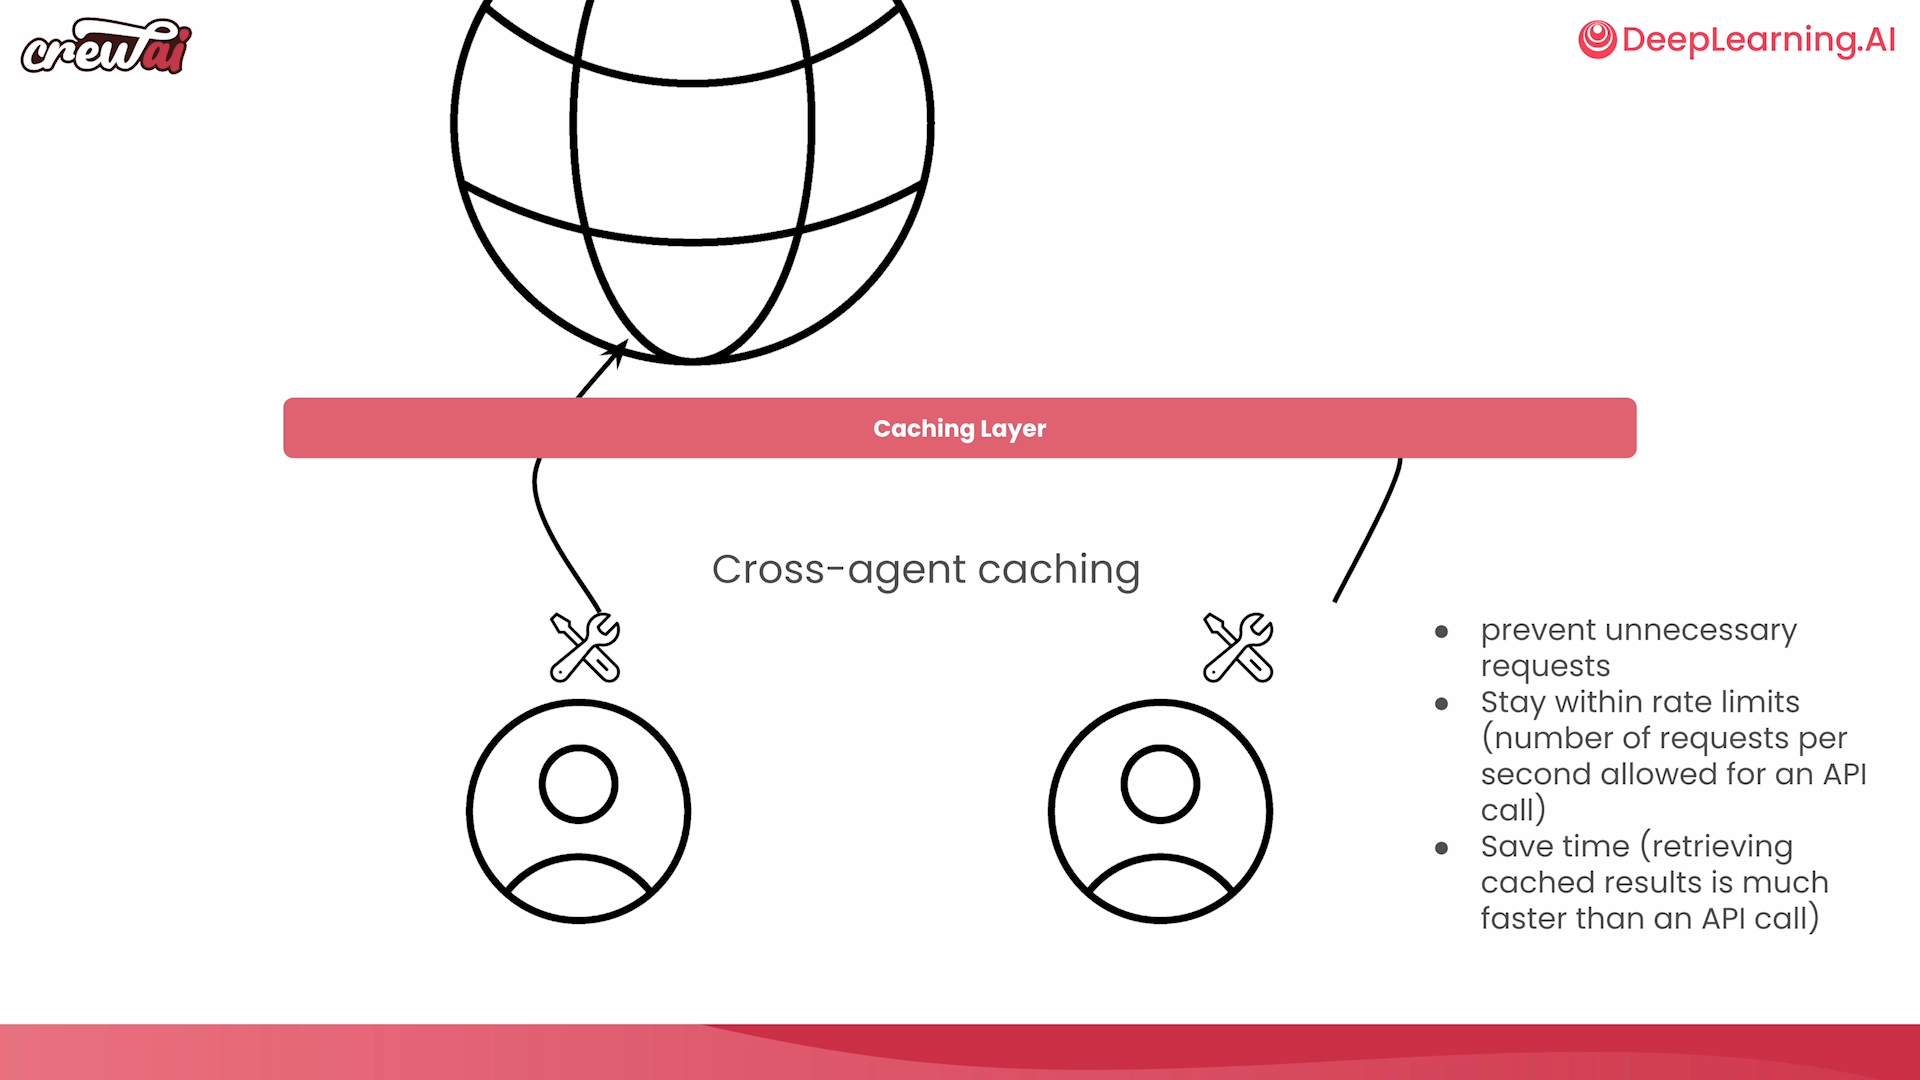 crewai
DeepLearning.AI
Caching Layer
Cross-agent caching
● prevent unnecessary
requests
● Stay within rate limits
(number of requests per
second allowed for an API
call)
● Save time (retrieving
cached results is much
faster than an API call)